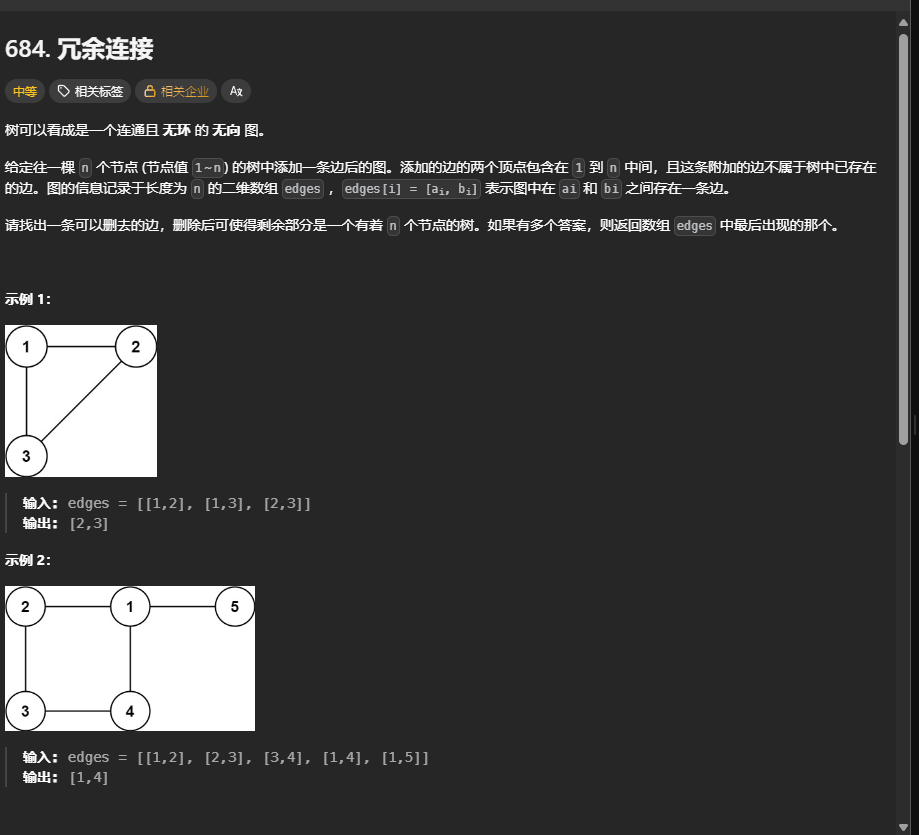 684. 冗余连接
中等 相关标签 相关企业 Az
树可以看成是一个连通且 无环 的 无向 图。
给定往一棵 n 个节点 (节点值 1~n) 的树中添加一条边后的图。添加的边的两个顶点包含在 1 到 n 中间，且这条附加的边不属于树中已存在
的边。图的信息记录于长度为 n 的二维数组 edges ，edges[i] = [ai, bi] 表示图中在 ai 和 bi 之间存在一条边。
请找出一条可以删去的边，删除后可使得剩余部分是一个有着 n 个节点的树。如果有多个答案，则返回数组 edges 中最后出现的那个。
示例 1：
1 2
3
输入: edges = [[1,2], [1,3], [2,3]]
输出: [2,3]
示例 2：
2 1 5
3 4
输入: edges = [[1,2], [2,3], [3,4], [1,4], [1,5]]
输出: [1,4]